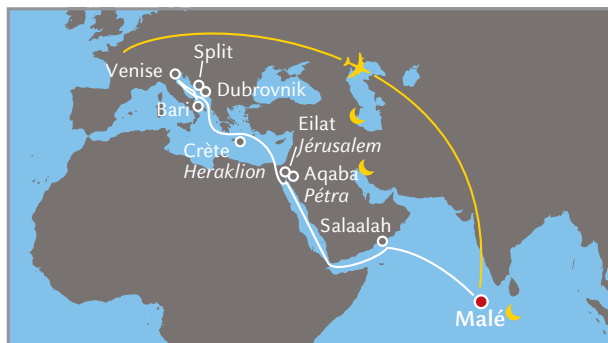 Split
Venise
Dubrovnik
Bari
Eilat
Jérusalem
Crète
Heraklion
Aqaba
Pétra
Salaalah
Malé